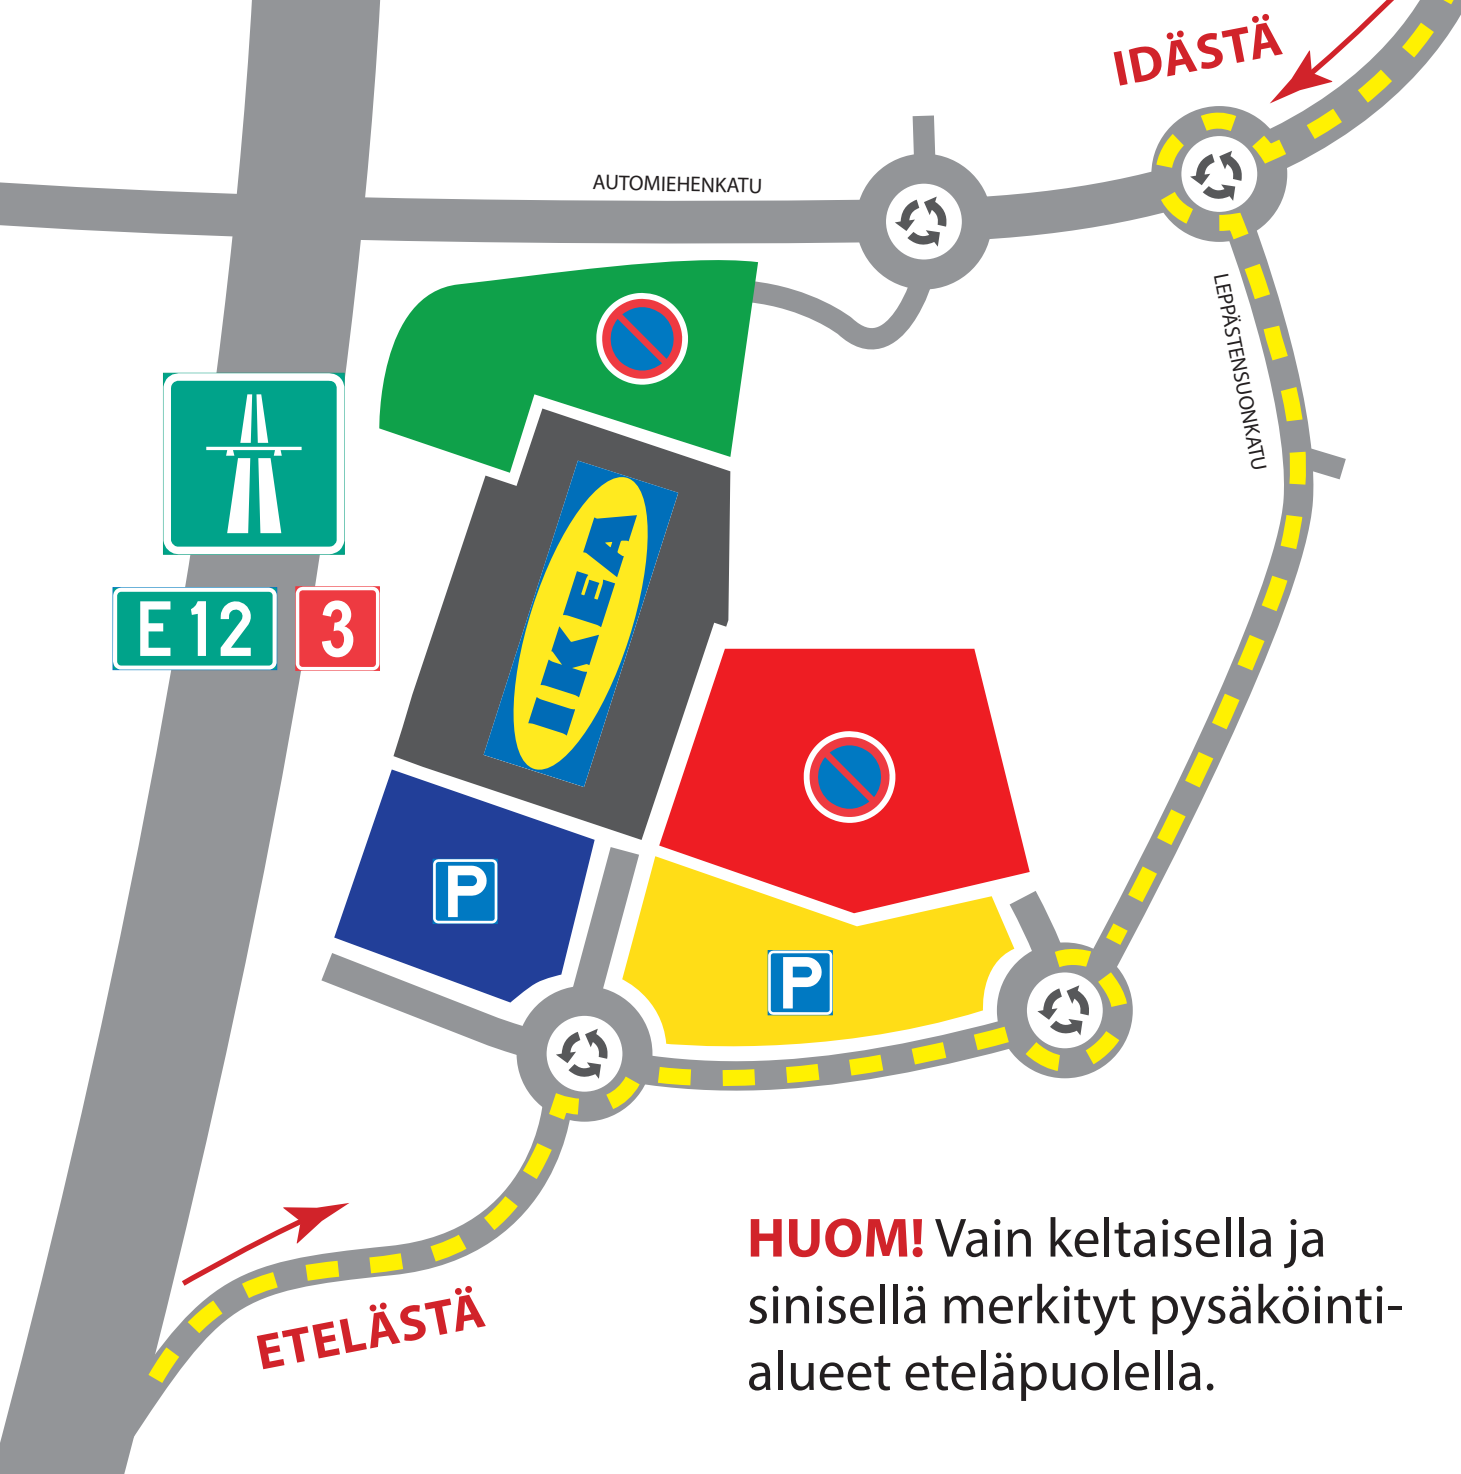 IDÄSTÄ
AUTOMIEHENKATU
LEPPÄSTENSUONKATU
E 12
3
IKEA
P
P
ETELÄSTÄ
HUOM! Vain keltaisella ja
sinisellä merkityt pysäköinti-
alueet eteläpuolella.